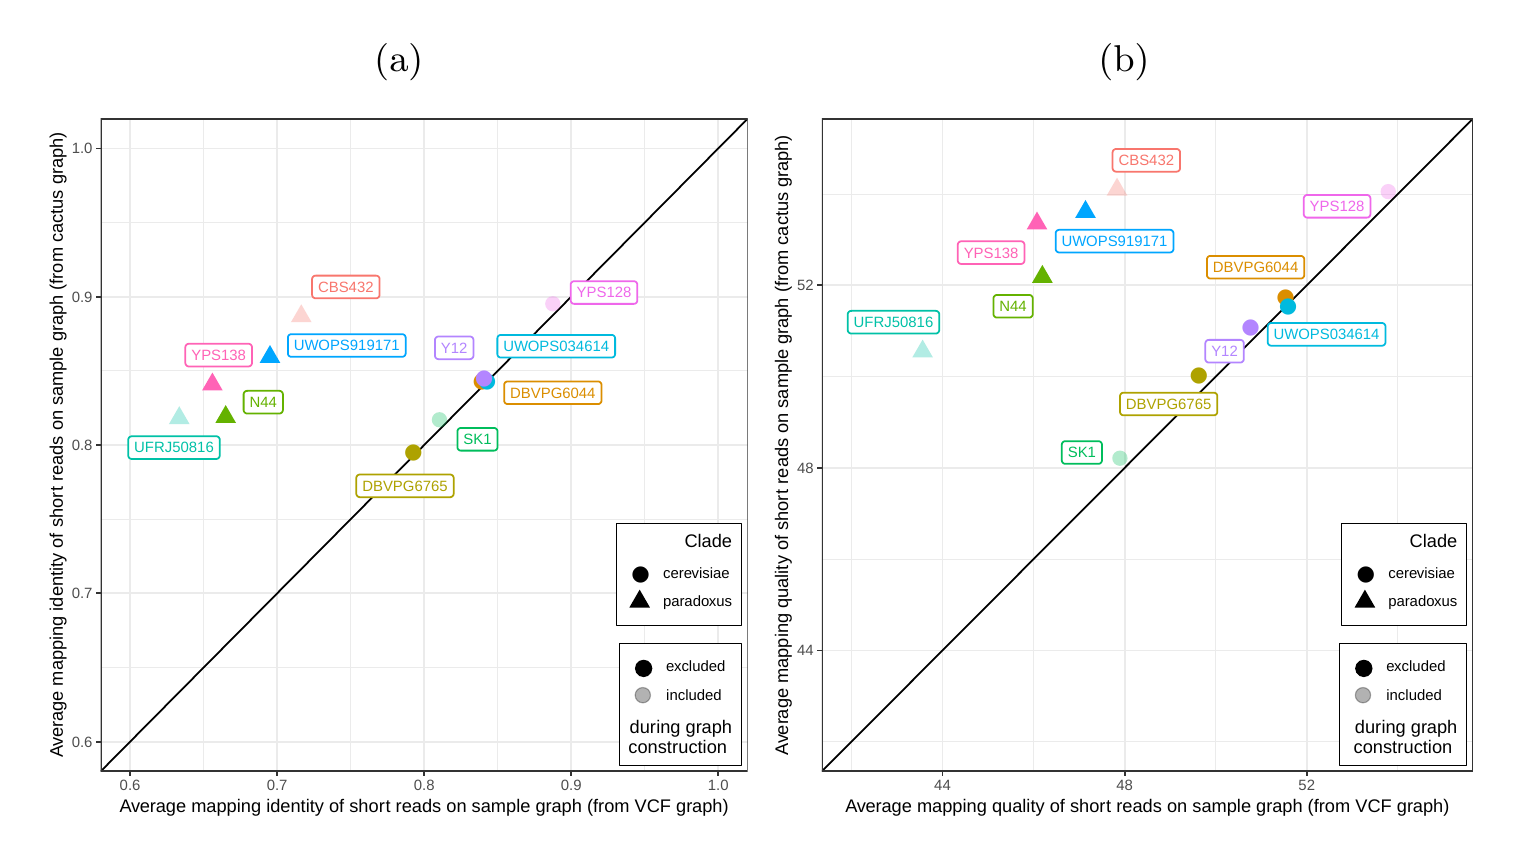 (a)
Average mapping identity of short reads on sample graph (from cactus graph)
1.0
0.9
0.8
0.7
0.6
CBS432
YPS128
UWOPS919171
YPS138
Y12
UWOPS034614
N44
DBVPG6044
UFRJ50816
SK1
DBVPG6765
Clade
cerevisiae
paradoxus
excluded
included
during graph
construction
0.6
0.7
0.8
0.9
1.0
Average mapping identity of short reads on sample graph (from VCF graph)
(b)
Average mapping quality of short reads on sample graph (from cactus graph)
52
48
44
CBS432
YPS128
UWOPS919171
YPS138
DBVPG6044
N44
UFRJ50816
UWOPS034614
Y12
DBVPG6765
SK1
Clade
cerevisiae
paradoxus
excluded
included
during graph
construction
44
48
52
Average mapping quality of short reads on sample graph (from VCF graph)